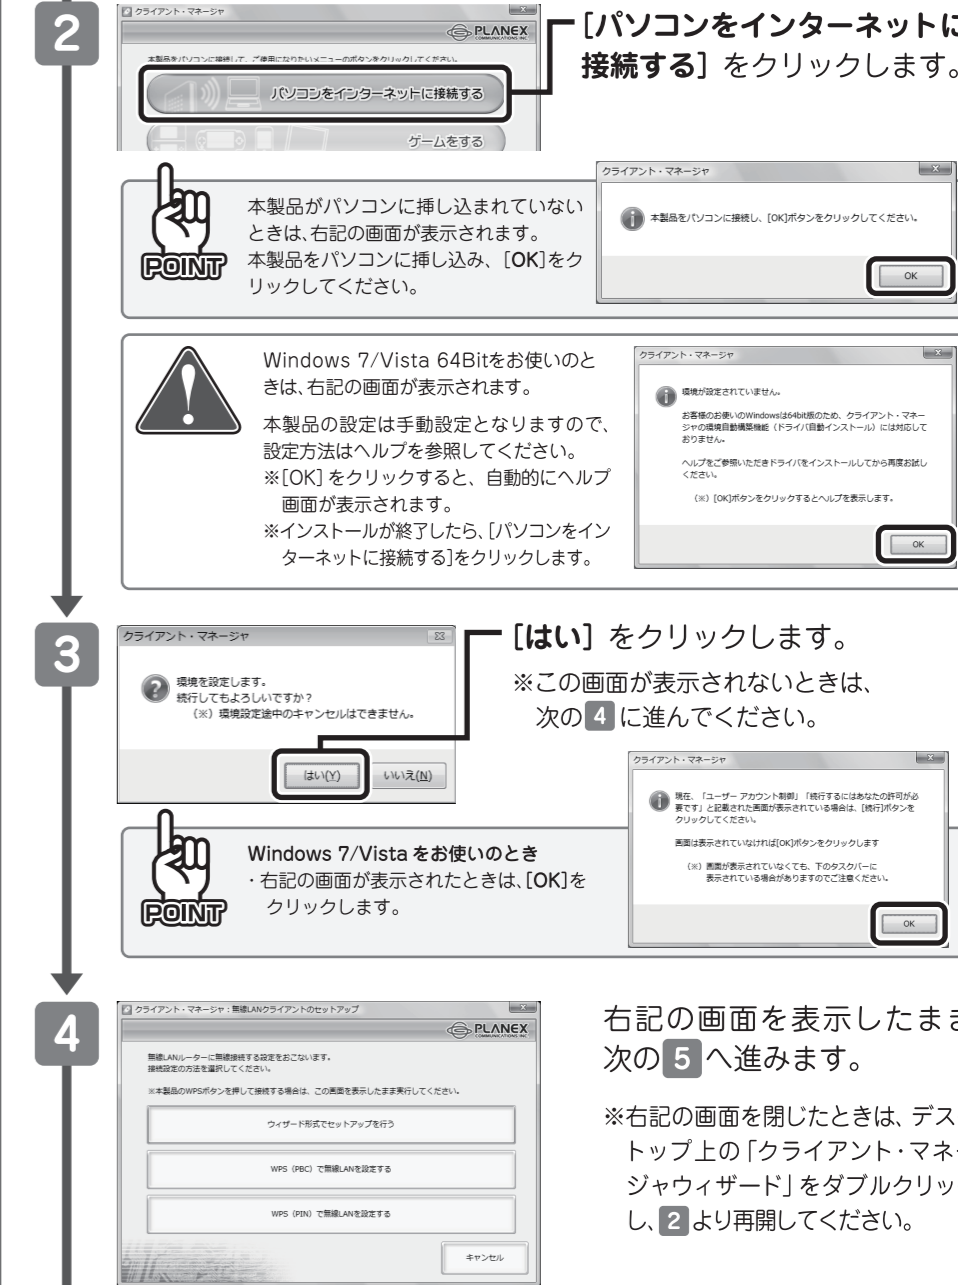 2
クライアント・マネージャ
PLANEX
COMMUNICATIONS INC.
本製品をパソコンに接続して、ご使用になりたいメニューのボタンをクリックしてください。
パソコンをインターネットに接続する
ゲームをする
[パソコンをインターネットに
接続する] をクリックします。
POINT
本製品がパソコンに挿し込まれていない
ときは、右記の画面が表示されます。
本製品をパソコンに挿し込み、[OK]をク
リックしてください。
クライアント・マネージャ
本製品をパソコンに接続し、[OK]ボタンをクリックしてください。
OK
Windows 7/Vista 64Bitをお使いのと
きは、右記の画面が表示されます。
本製品の設定は手動設定となりますので、
設定方法はヘルプを参照してください。
※[OK] をクリックすると、自動的にヘルプ
画面が表示されます。
※インストールが終了したら、[パソコンをイン
ターネットに接続する]をクリックします。
クライアント・マネージャ
環境が設定されていません。
お客様のお使いのWindowsは64bit版のため、クライアント・マネー
ジャの環境自動構築機能（ドライバ自動インストール）には対応して
おりません。
ヘルプをご参照いただきドライバをインストールしてから再度お試し
ください。
（※）[OK]ボタンをクリックするとヘルプを表示します。
OK
3
クライアント・マネージャ
環境を設定します。
続行してもよろしいですか？
（※）環境設定途中のキャンセルはできません。
はい(Y)
いいえ(N)
[はい] をクリックします。
※この画面が表示されないときは、
次の 4 に進んでください。
POINT
Windows 7/Vista をお使いのとき
・右記の画面が表示されたときは、[OK]を
クリックします。
クライアント・マネージャ
現在、「ユーザー アカウント制御」「続行するにはあなたの許可が必
要です」と記載された画面が表示されている場合は、[続行]ボタンを
クリックしてください。
画面は表示されていなければ[OK]ボタンをクリックします
（※）画面が表示されていなくても、下のタスクバーに
表示されている場合がありますのでご注意ください。
OK
4
クライアント・マネージャ：無線LANクライアントのセットアップ
PLANEX
COMMUNICATIONS INC.
無線LANルーターに無線接続する設定をおこないます。
接続設定の方法を選択してください。
※本製品のWPSボタンを押して接続する場合は、この画面を表示したまま実行してください。
ウィザード形式でセットアップを行う
WPS（PBC）で無線LANを設定する
WPS（PIN）で無線LANを設定する
キャンセル
右記の画面を表示したまま
次の 5 へ進みます。
※右記の画面を閉じたときは、デス
トップ上の「クライアント・マネー
ジャウィザード」をダブルクリッ
し、 2 より再開してください。